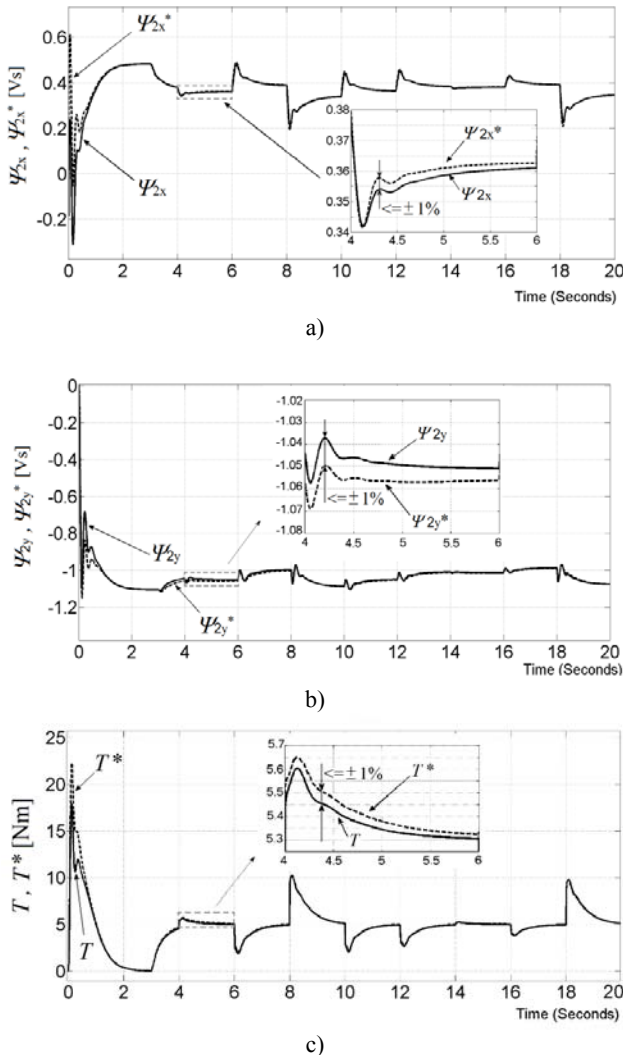 Ψ2x , Ψ2x* [Vs]
0.6
0.4
0.2
0
-0.2
Ψ2x*
Ψ2x
0.38
0.37
0.36
0.35
0.34
Ψ2x*
Ψ2x
<=±1%
4 4.5 5 5.5 6
0 2 4 6 8 10 12 14 16 18 20
Time (Seconds)
a)
Ψ2y , Ψ2y* [Vs]
0
-0.2
-0.4
-0.6
-0.8
-1
-1.2
Ψ2y
Ψ2y*
-1.02
-1.03
-1.04
-1.05
-1.06
-1.07
-1.08
Ψ2y
Ψ2y*
<=±1%
4 4.5 5 5.5 6
0 2 4 6 8 10 12 14 16 18 20
Time (Seconds)
b)
T , T* [Nm]
25
20
15
10
5
0
T*
T
5.7
5.6
5.5
5.4
5.3
<=±1%
T*
T
4 4.5 5 5.5 6
0 2 4 6 8 10 12 14 16 18 20
Time (Seconds)
c)